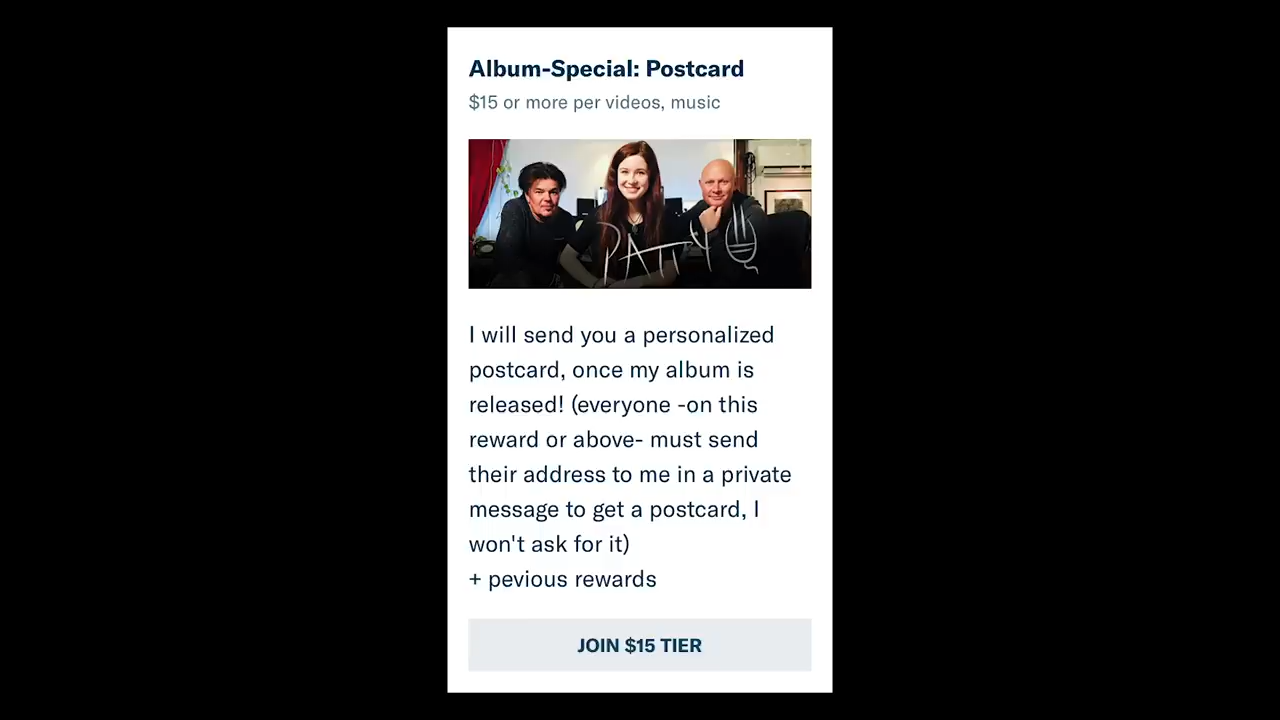 Album-Special: Postcard
$15 or more per videos, music
PATTY
I will send you a personalized
postcard, once my album is
released! (everyone -on this
reward or above- must send
their address to me in a private
message to get a postcard, I
won't ask for it)
+ pevious rewards
JOIN $15 TIER